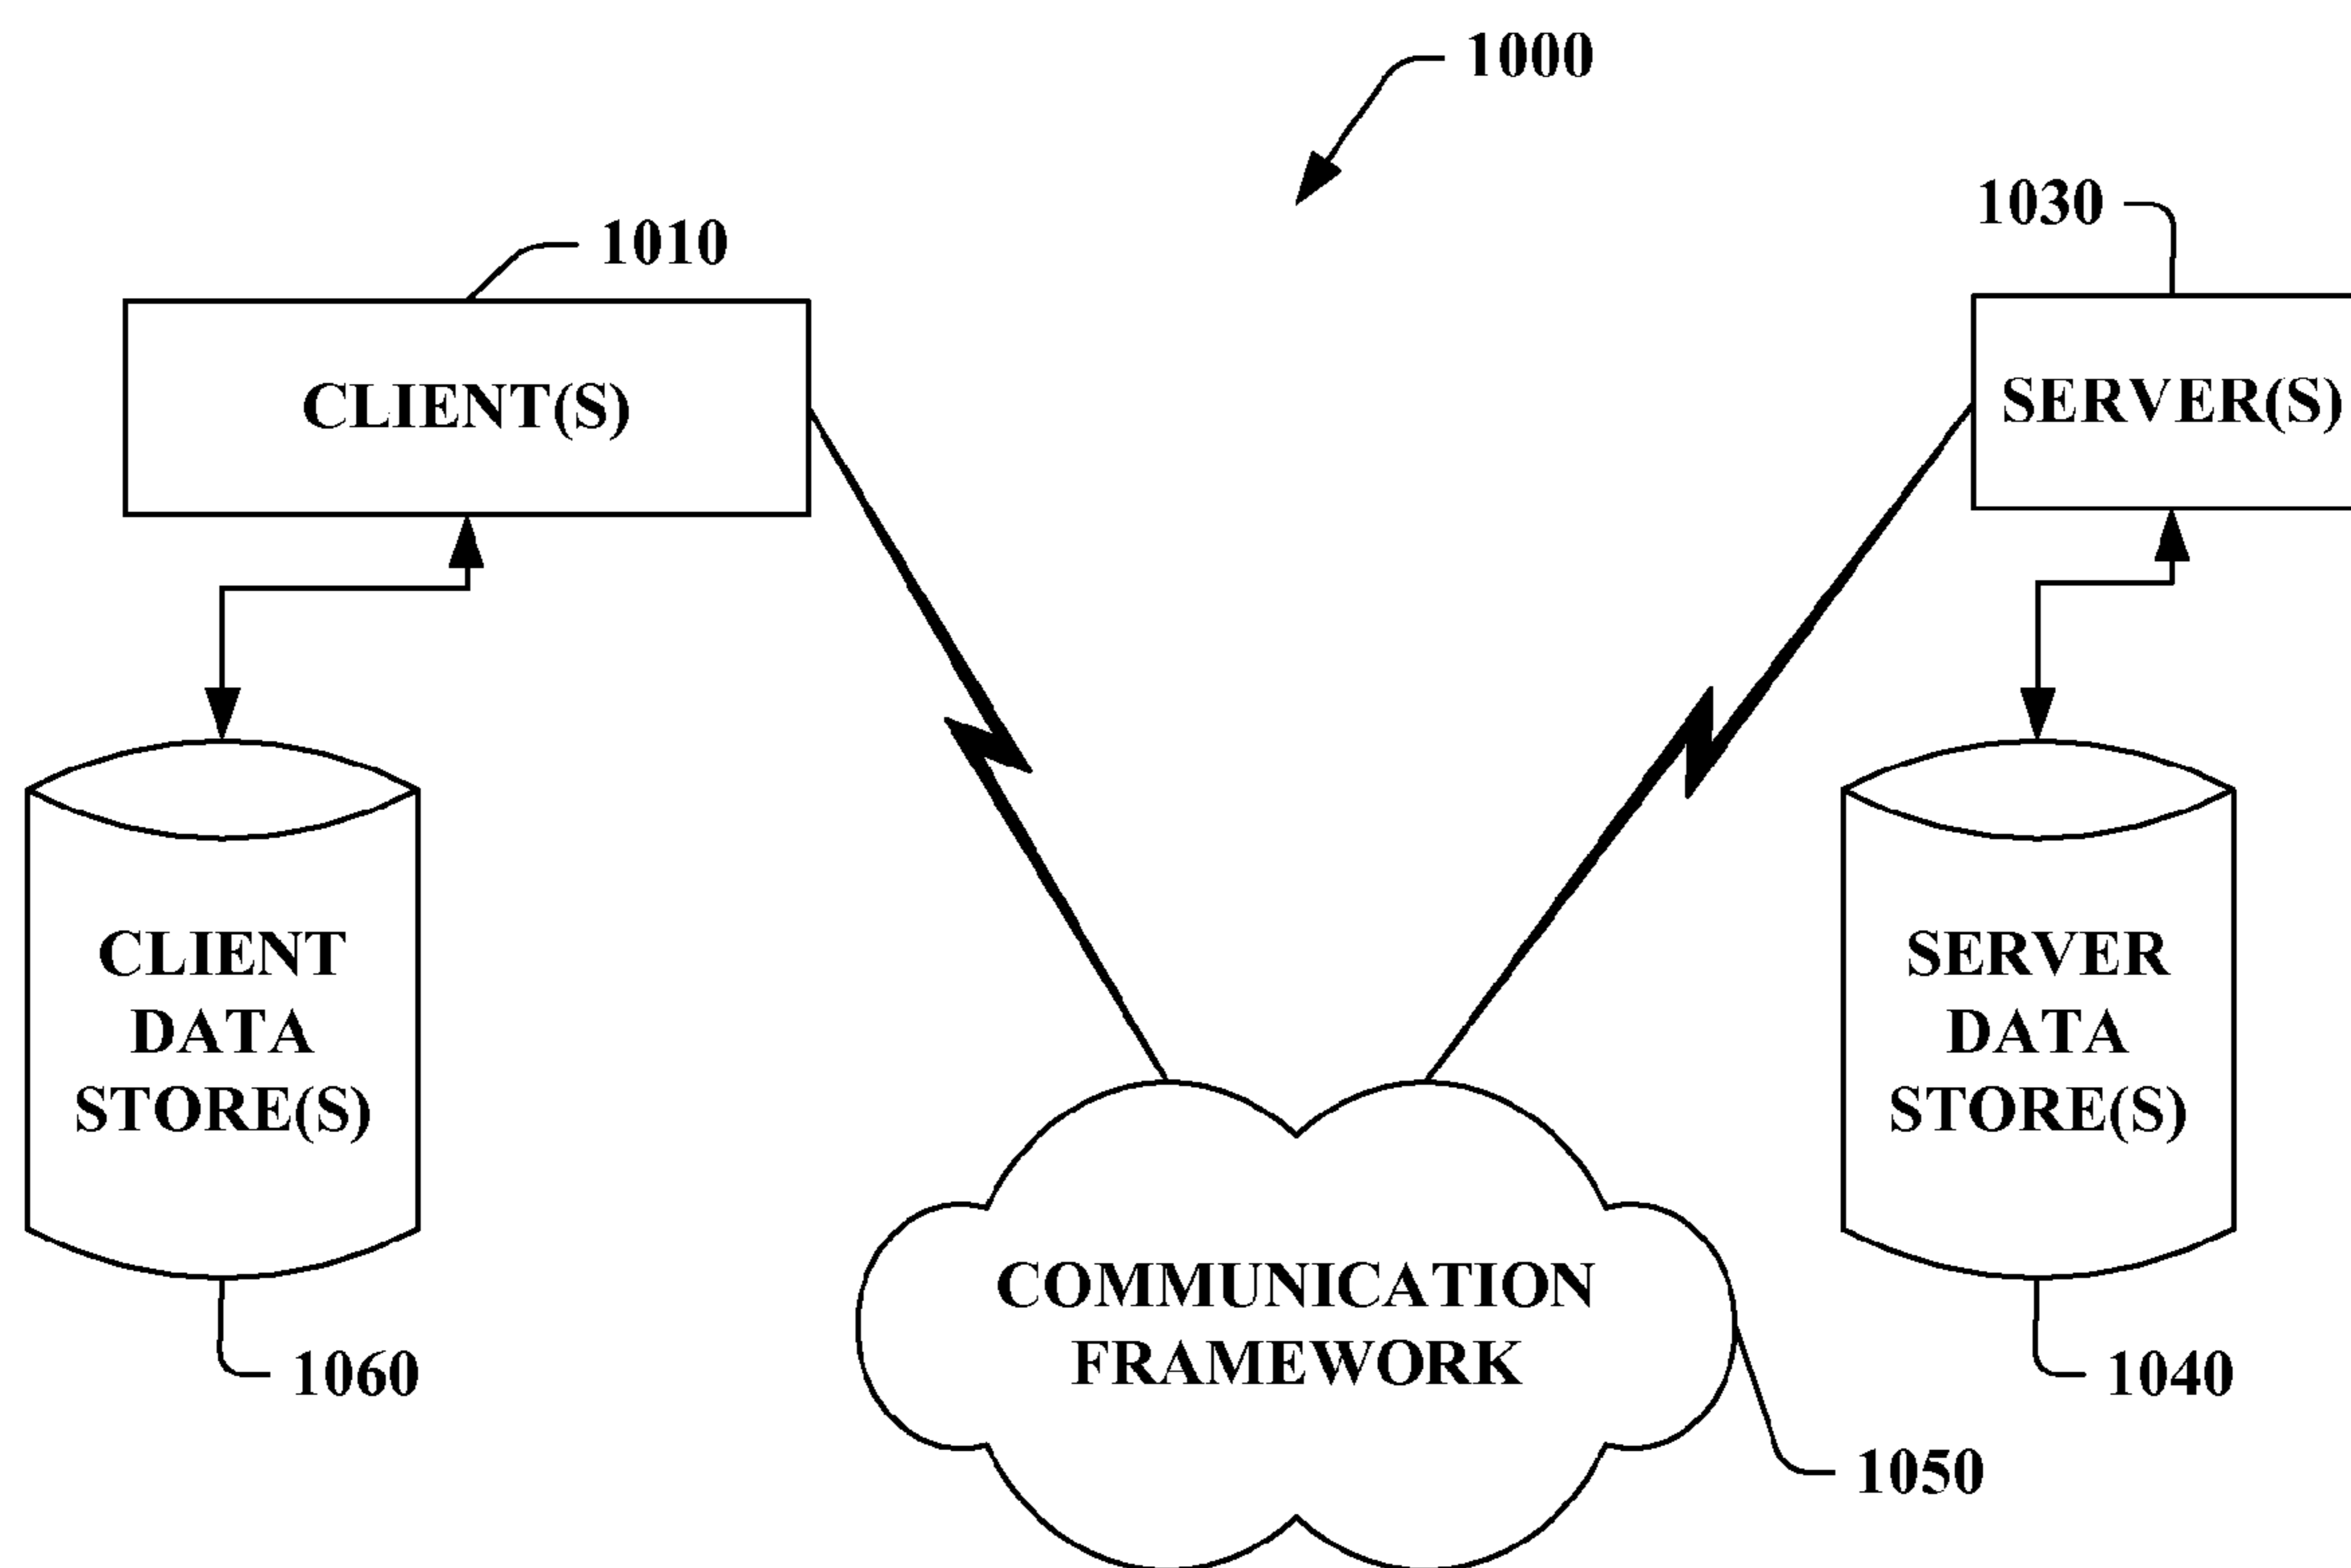 1000
1030
1010
CLIENT(S)
SERVER(S)
CLIENT
DATA
STORE(S)
SERVER
DATA
STORE(S)
COMMUNICATION
FRAMEWORK
1060
1040
1050